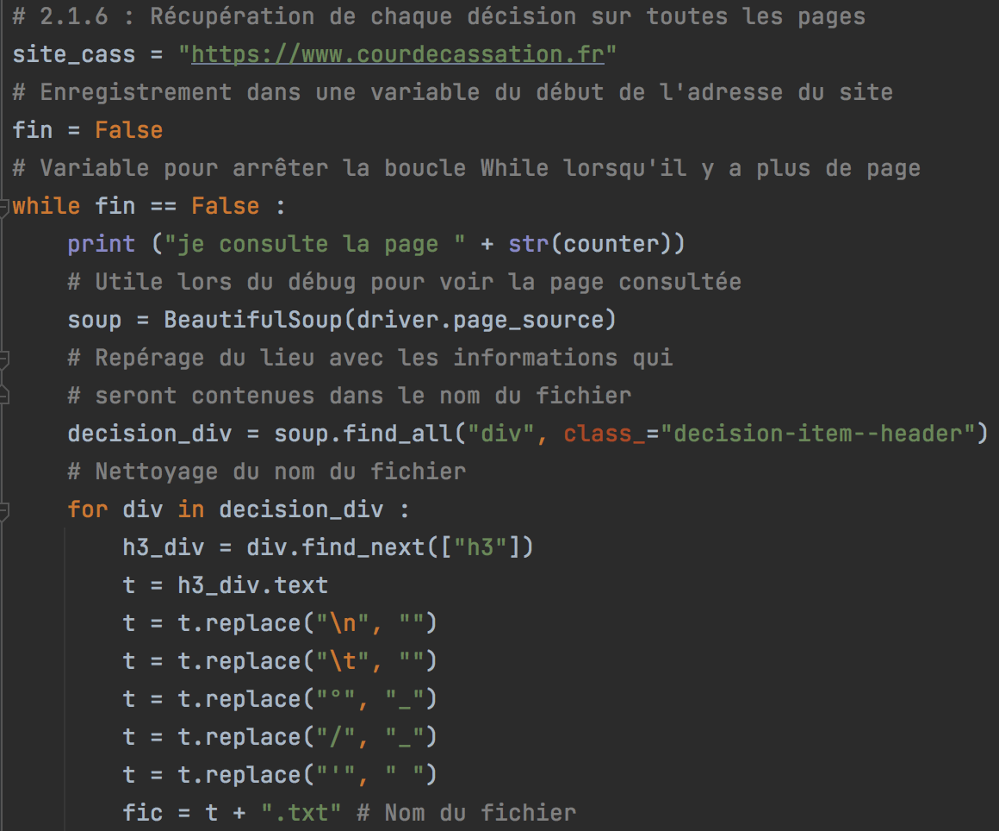 # 2.1.6 : Récupération de chaque décision sur toutes les pages
site_cass = "https://www.courdecassation.fr"
# Enregistrement dans une variable du début de l'adresse du site
fin = False
# Variable pour arrêter la boucle While lorsqu'il y a plus de page
while fin == False :
    print ("je consulte la page " + str(counter))
    # Utile lors du débug pour voir la page consultée
    soup = BeautifulSoup(driver.page_source)
    # Repérage du lieu avec les informations qui
    # seront contenues dans le nom du fichier
    decision_div = soup.find_all("div", class_="decision-item--header")
    # Nettoyage du nom du fichier
    for div in decision_div :
        h3_div = div.find_next(["h3"])
        t = h3_div.text
        t = t.replace("\n", "")
        t = t.replace("\t", "")
        t = t.replace("°", "_")
        t = t.replace("/", "_")
        t = t.replace("'", " ")
        fic = t + ".txt" # Nom du fichier